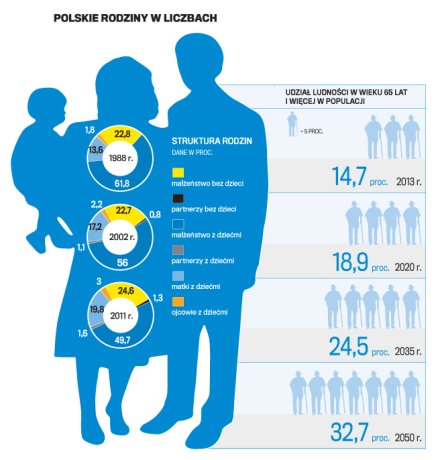 POLSKIE RODZINY W LICZBACH
1,8
22,8
13,6
1988 r.
61,8
2,2
22,7
0,8
17,2
2002 r.
1,1
56
3
24,6
1,3
19,8
2011 r.
1,6
49,7
STRUKTURA RODZIN
DANE W PROC.
małżeństwo bez dzieci
partnerzy bez dzieci
małżeństwo z dziećmi
partnerzy z dziećmi
matki z dziećmi
ojcowie z dziećmi
UDZIAŁ LUDNOŚCI W WIEKU 65 LAT
I WIĘCEJ W POPULACJI
- 5 PROC.
14,7 proc. 2013 r.
18,9 proc. 2020 r.
24,5 proc. 2035 r.
32,7 proc. 2050 r.